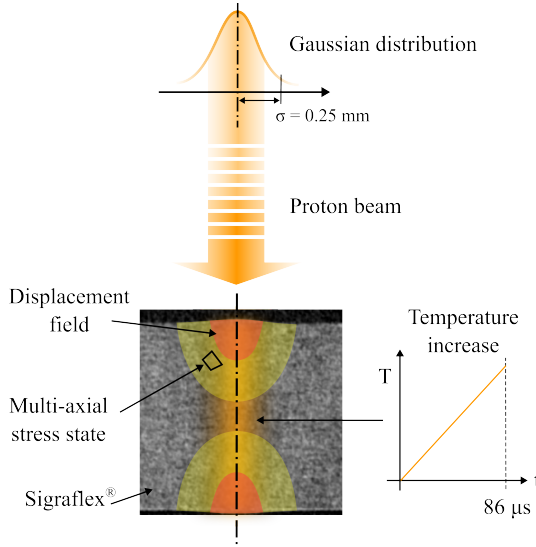 Gaussian distribution
σ = 0.25 mm
Proton beam
Displacement
field
Temperature
increase
T
Multi-axial
stress state
Sigraflex®
t
86 μs